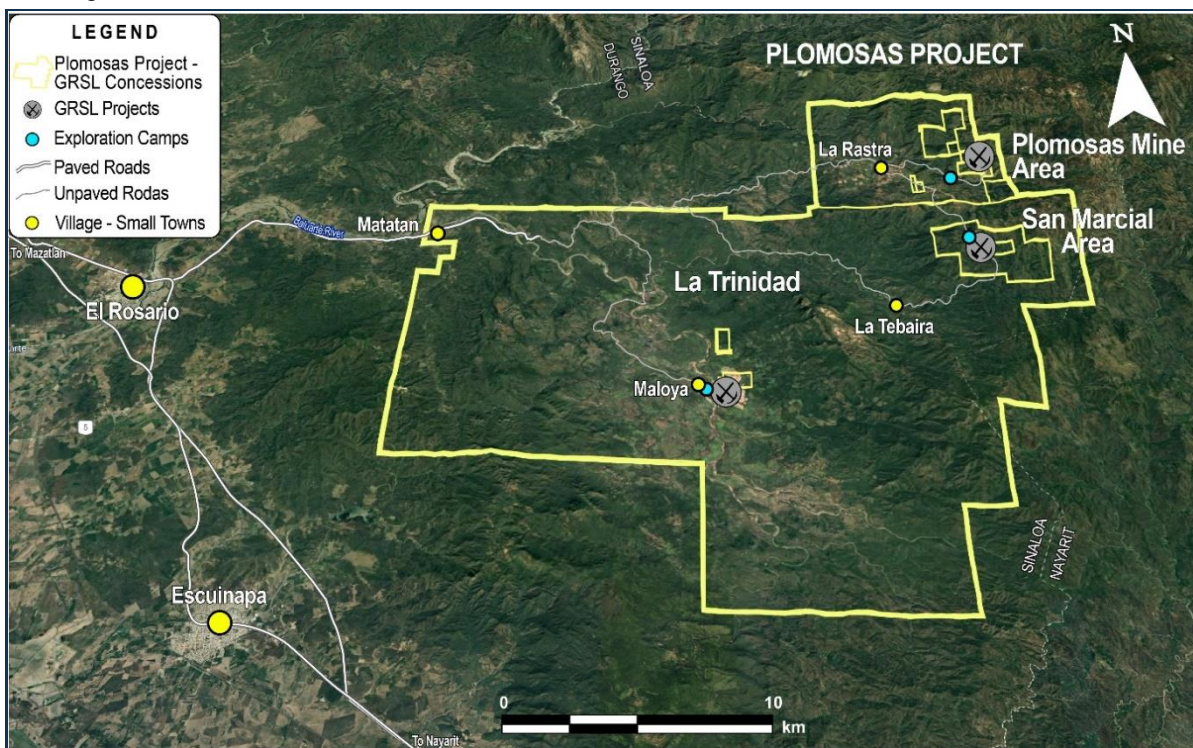 LEGEND
Plomosas Project -
GRSL Concessions
GRSL Projects
Exploration Camps
Paved Roads
Unpaved Rodas
Village - Small Towns
SINALOA
DURANGO
PLOMOSAS PROJECT
N
La Rastra
Plomosas Mine
Area
Baluarte River
Matatan
San Marcial
Area
To Mazatlan
El Rosario
La Trinidad
La Tebaira
Maloya
5
SINALOA
NAYARIT
Escuinapa
0
10
km
To Nayarit